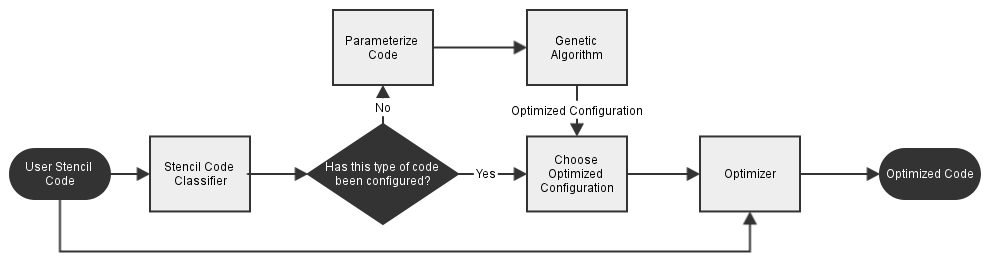 Parameterize
Code
Genetic
Algorithm
No
Optimized Configuration
User Stencil
Code
Stencil Code
Classifier
Has this type of code
been configured?
Yes
Choose
Optimized
Configuration
Optimizer
Optimized Code